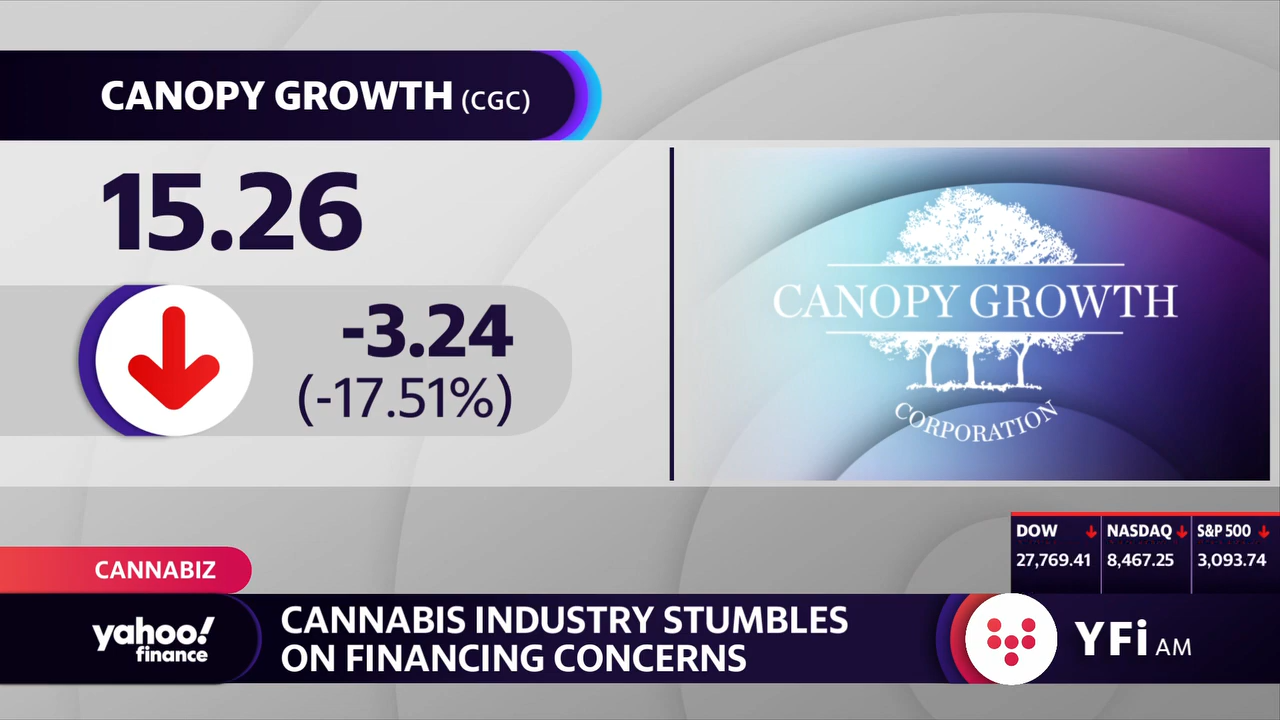 CANOPY GROWTH (CGC)
15.26
-3.24
(-17.51%)
CANOPY GROWTH
CORPORATION
DOW NASDAQ S&P 500
27,769.41 8,467.25 3,093.74
CANNABIZ
yahoo!
finance
CANNABIS INDUSTRY STUMBLES
ON FINANCING CONCERNS
YFi AM